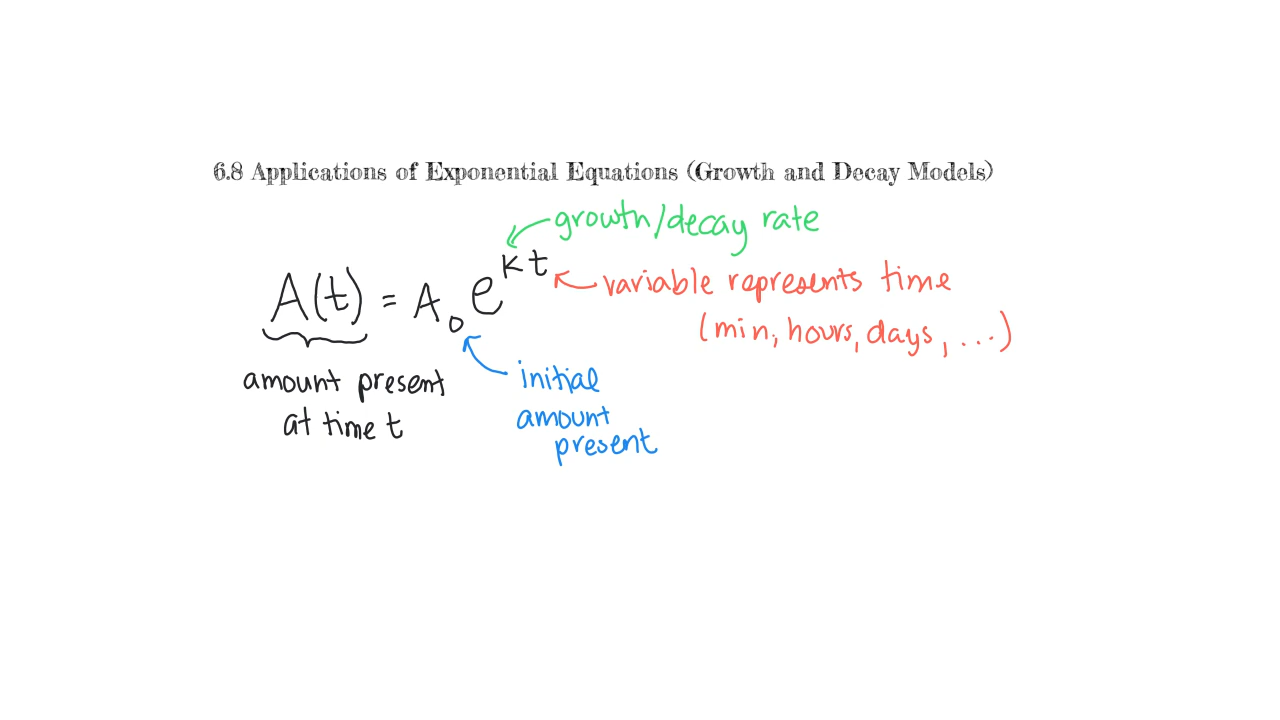 6.8 Applications of Exponential Equations (Growth and Decay Models)
growth/decay rate
A(t) = A₀ e^{kt}
variable represents time
(min, hours, days, ...)
amount present
at time t
initial
amount
present